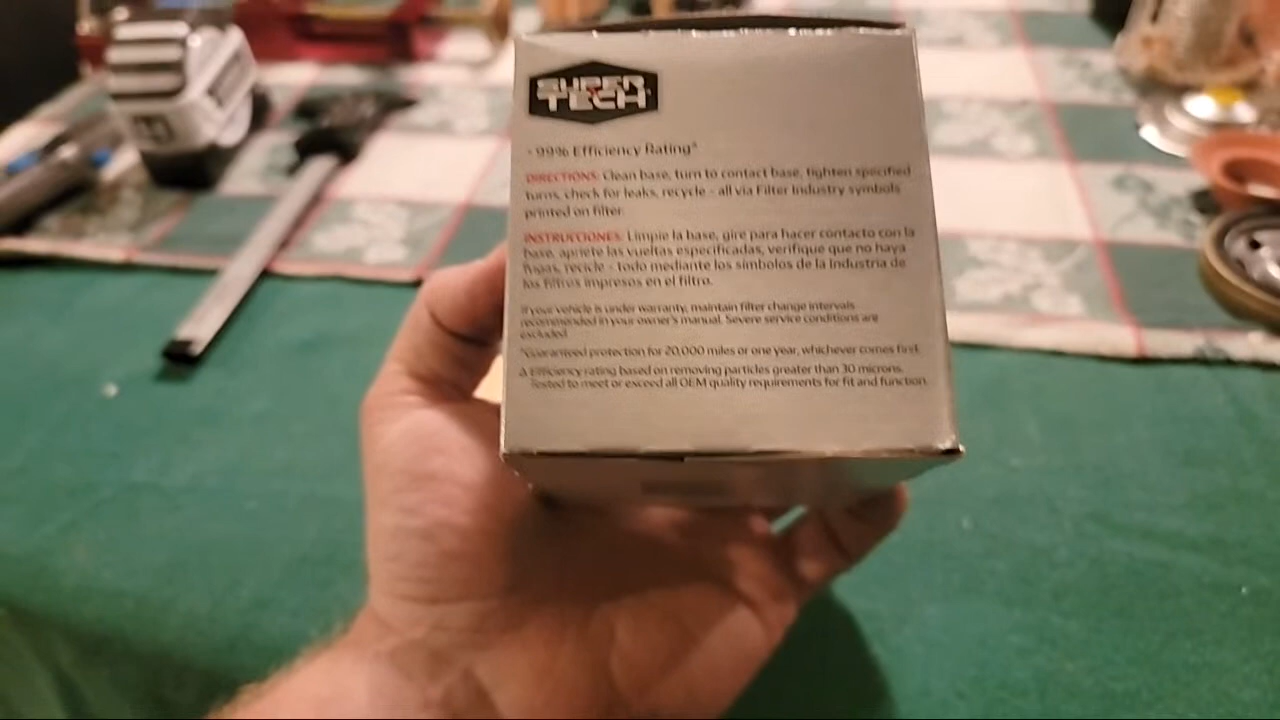 SUPER
TECH
• 99% Efficiency Rating^Δ
DIRECTIONS: Clean base, turn to contact base, tighten specified
turns, check for leaks, recycle - all via Filter Industry symbols
printed on filter.
INSTRUCCIONES: Limpie la base, gire para hacer contacto con la
base, apriete las vueltas especificadas, verifique que no haya
fugas, recicle - todo mediante los símbolos de la Industria de
los filtros impresos en el filtro.
If your vehicle is under warranty, maintain filter change intervals
recommended in your owner's manual. Severe service conditions are
excluded.
*Guaranteed protection for 20,000 miles or one year, whichever comes first.
Δ Efficiency rating based on removing particles greater than 30 microns.
Tested to meet or exceed all OEM quality requirements for fit and function.